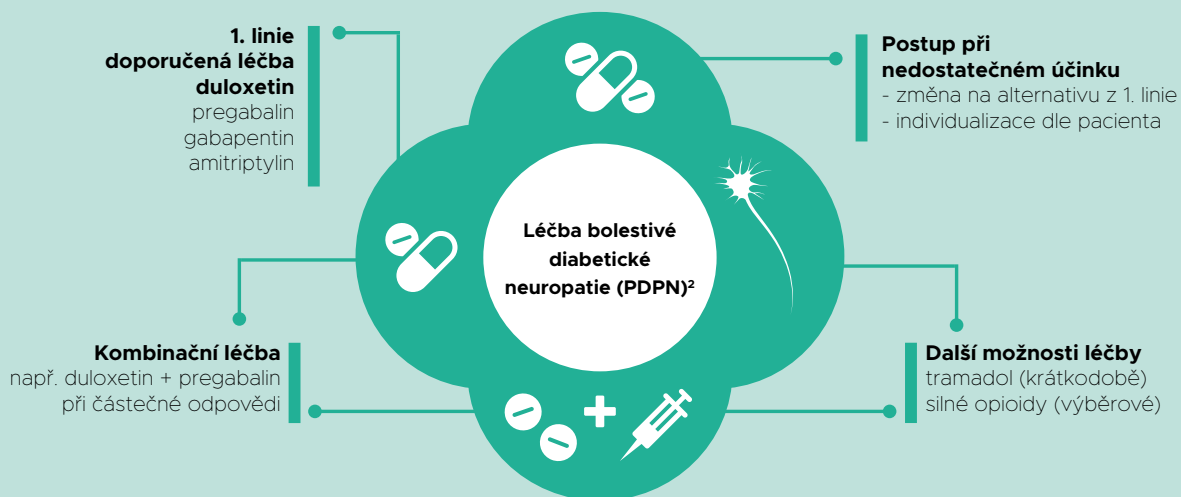 1. linie
doporučená léčba
duloxetin
pregabalin
gabapentin
amitriptylin
Postup při
nedostatečném účinku
- změna na alternativu z 1. linie
- individualizace dle pacienta
Léčba bolestivé
diabetické
neuropatie (PDPN)²
Kombinační léčba
např. duloxetin + pregabalin
při částečné odpovědi
Další možnosti léčby
tramadol (krátkodobě)
silné opioidy (výběrové)